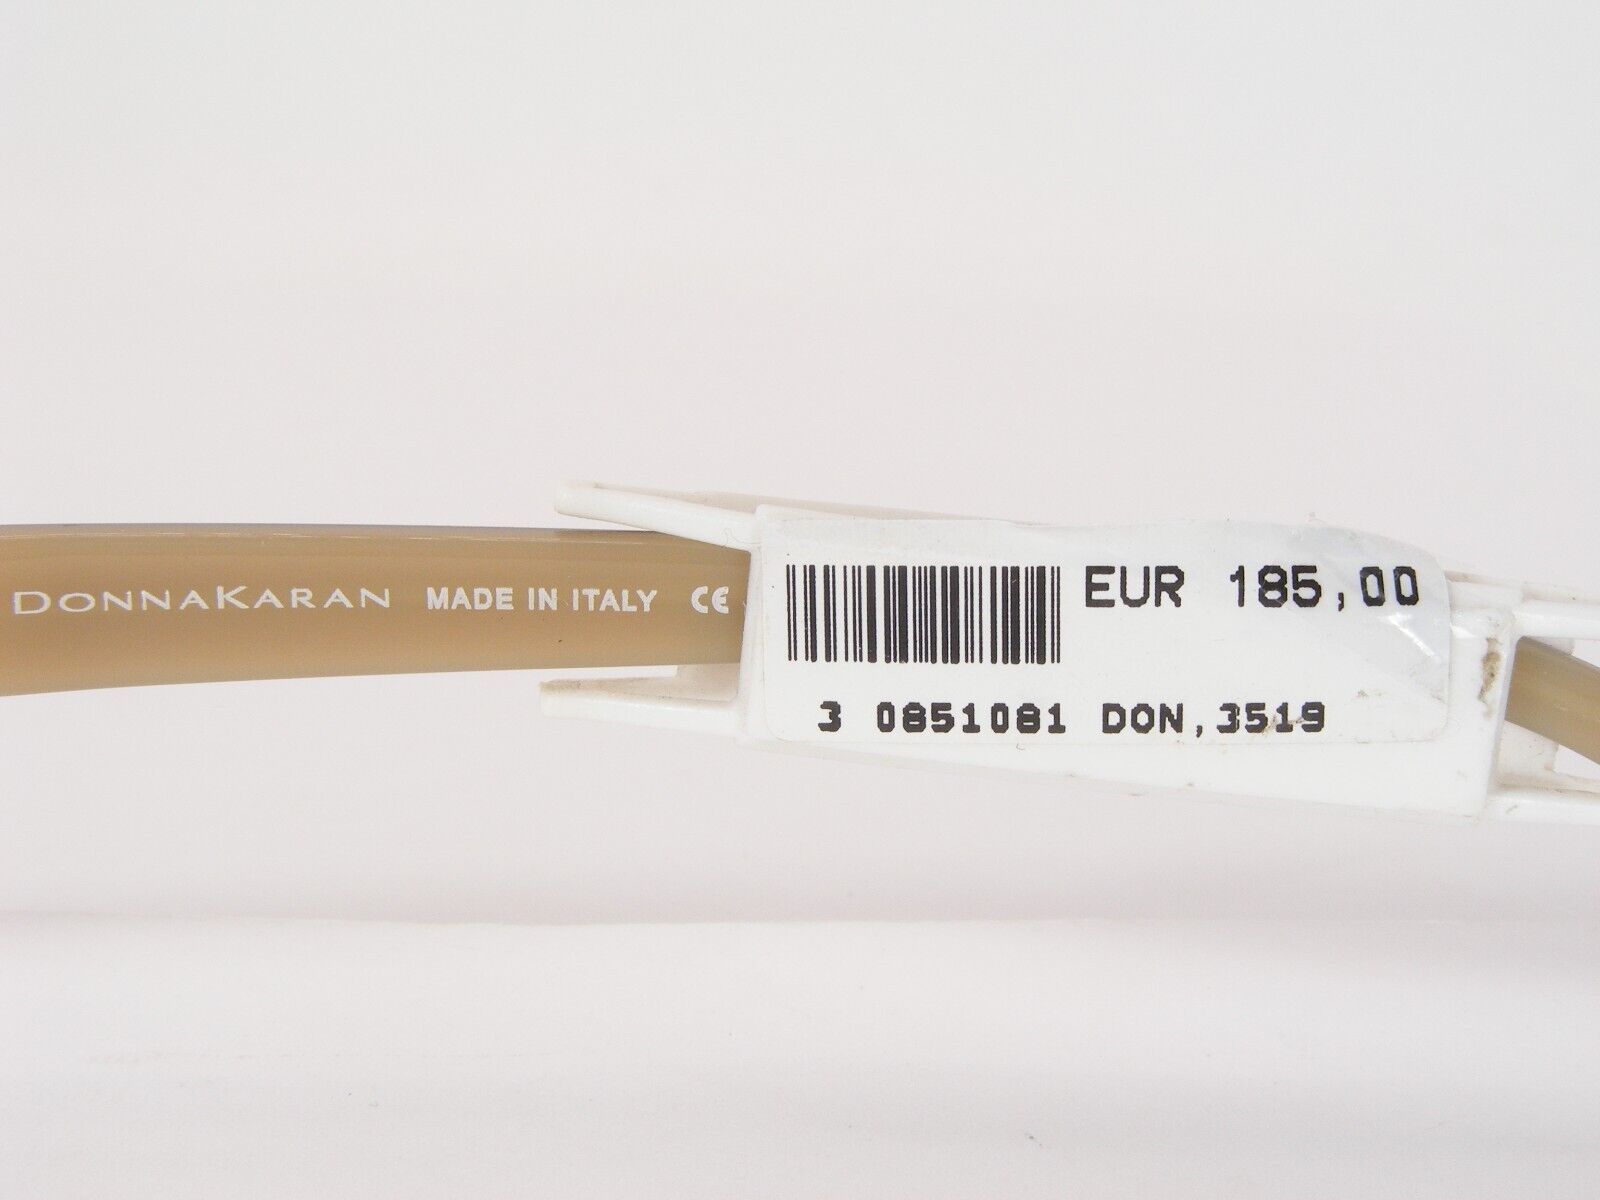 DONNAKARAN MADE IN ITALY CE
EUR 185,00
3 0851081 DON,3519